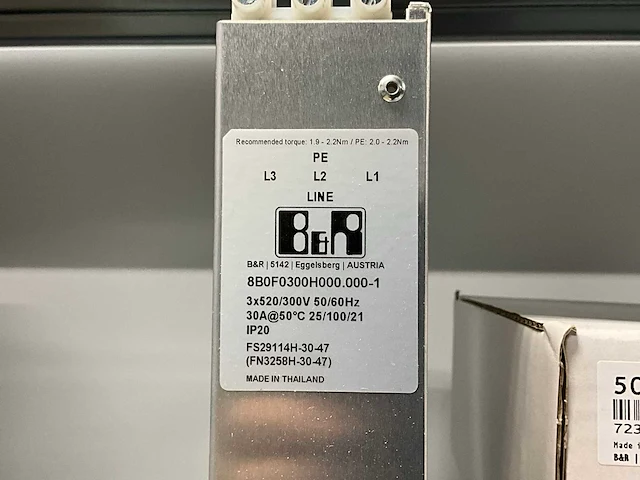 Recommended torque: 1.9 - 2.2Nm / PE: 2.0 - 2.2Nm
PE
L3 L2 L1
LINE
B&R
B&R | 5142 | Eggelsberg | AUSTRIA
8B0F0300H000.000-1
3x520/300V 50/60Hz
30A@50°C 25/100/21
IP20
FS29114H-30-47
(FN3258H-30-47)
MADE IN THAILAND
50
723
Made i
B&R |